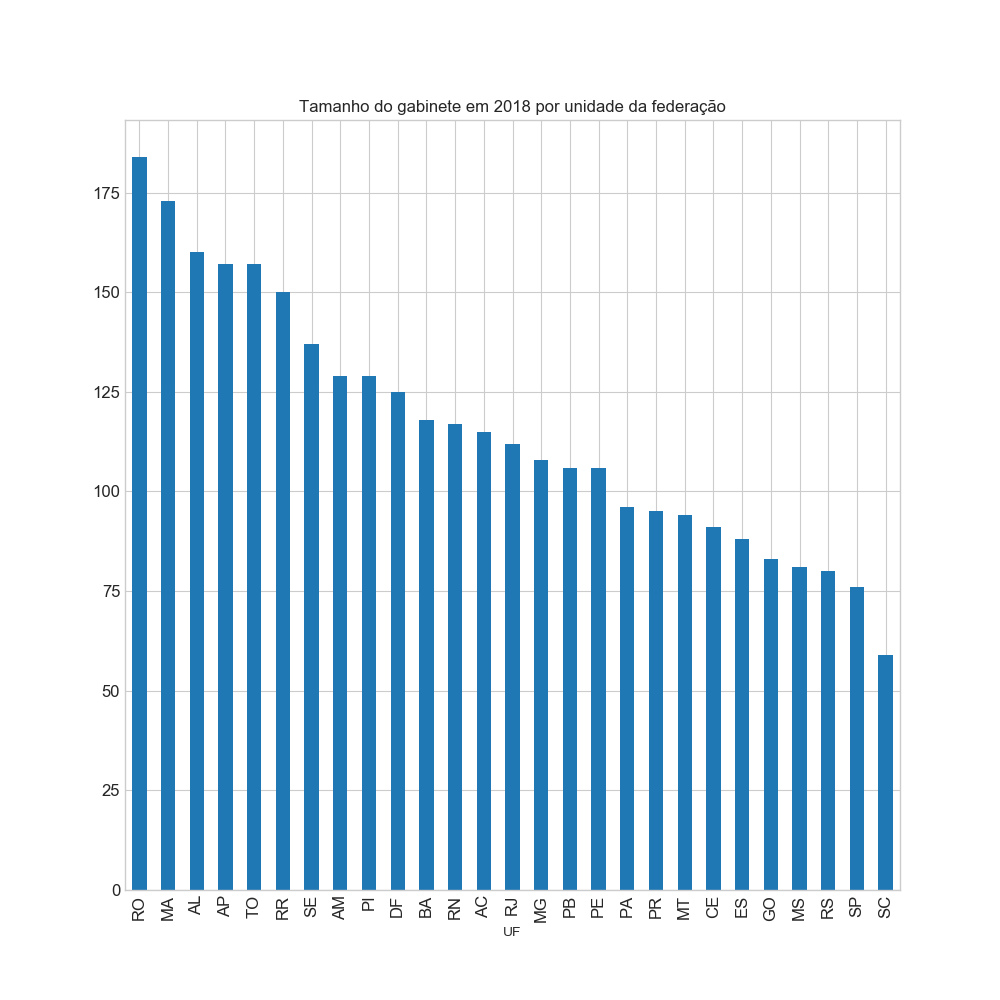 Tamanho do gabinete em 2018 por unidade da federação
175
150
125
100
75
50
25
0
RO MA AL AP TO RR SE AM PI DF BA RN AC RJ MG PB PE PA PR MT CE ES GO MS RS SP SC
UF